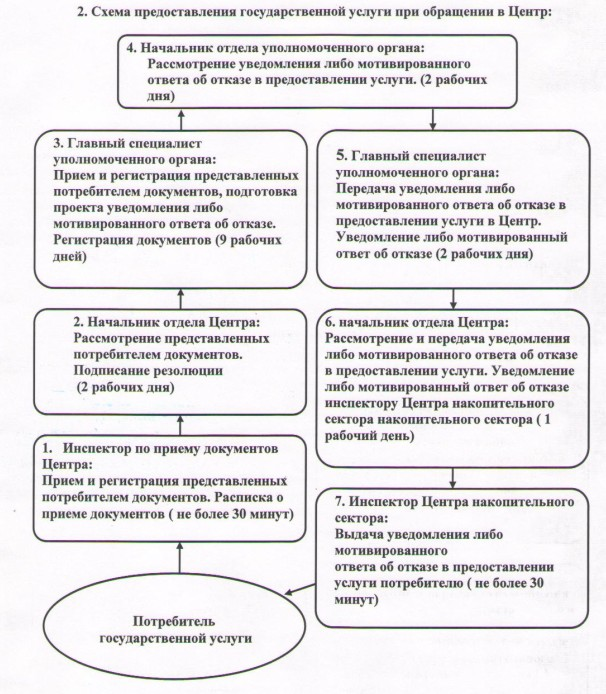 2. Схема предоставления государственной услуги при обращении в Центр:
4. Начальник отдела уполномоченного органа:
Рассмотрение уведомления либо мотивированного
ответа об отказе в предоставлении услуги. (2 рабочих
дня)
3. Главный специалист
уполномоченного органа:
Прием и регистрация представленных
потребителем документов, подготовка
проекта уведомления либо
мотивированного ответа об отказе.
Регистрация документов (9 рабочих
дней)
5. Главный специалист
уполномоченного органа:
Передача уведомления либо
мотивированного ответа об отказе в
предоставлении услуги в Центр.
Уведомление либо мотивированный
ответ об отказе (2 рабочих дня)
2. Начальник отдела Центра:
Рассмотрение представленных
потребителем документов.
Подписание резолюции
(2 рабочих дня)
6. начальник отдела Центра:
Рассмотрение и передача уведомления
либо мотивированного ответа об отказе
в предоставлении услуги. Уведомление
либо мотивированный ответ об отказе
инспектору Центра накопительного
сектора накопительного сектора ( 1
рабочий день)
1. Инспектор по приему документов
Центра:
Прием и регистрация представленных
потребителем документов. Расписка о
приеме документов ( не более 30 минут)
7. Инспектор Центра накопительного
сектора:
Выдача уведомления либо
мотивированного
ответа об отказе в предоставлении
услуги потребителю ( не более 30
минут)
Потребитель
государственной услуги